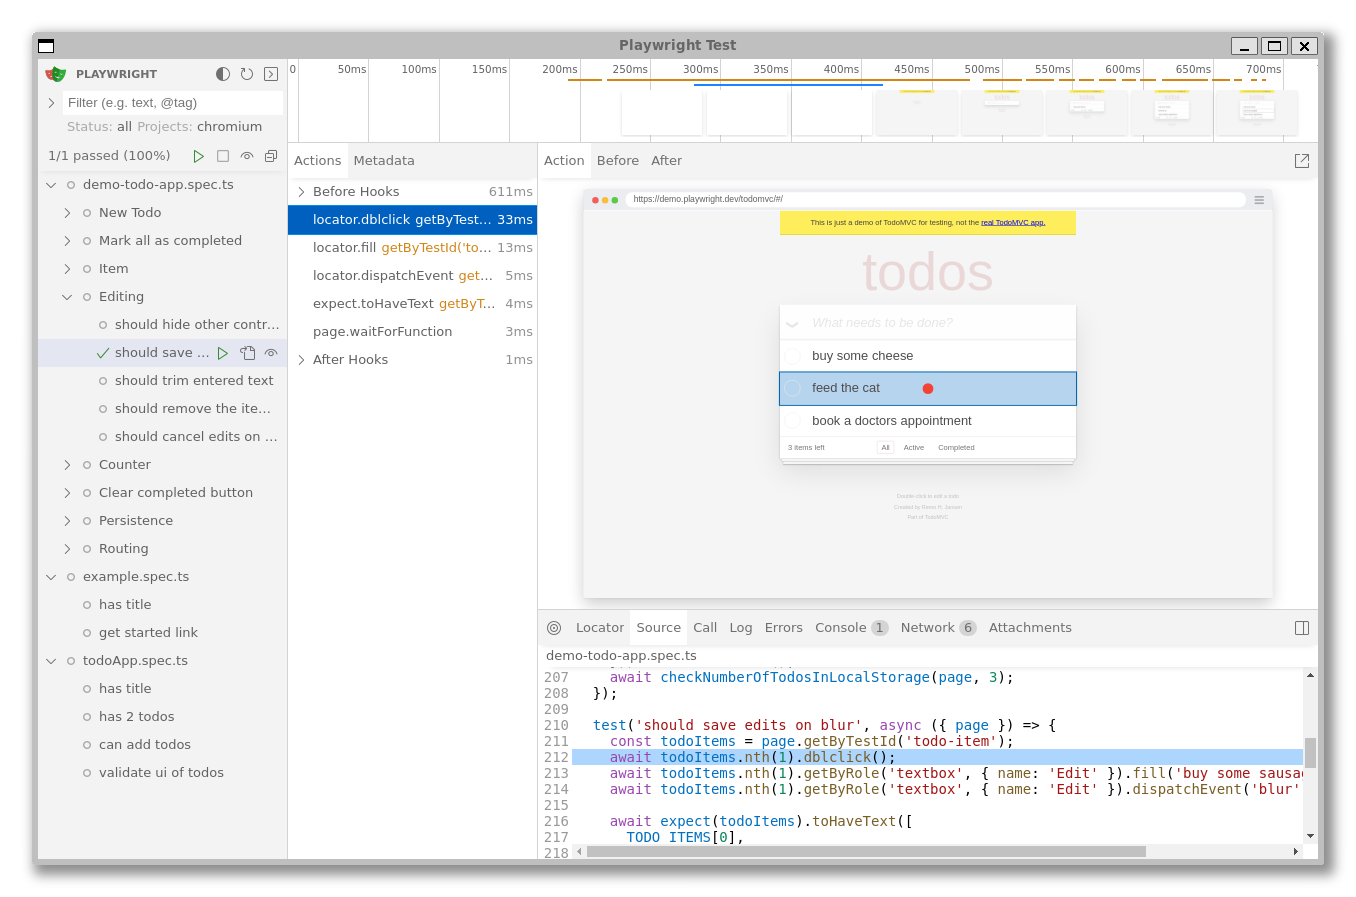 Playwright Test
PLAYWRIGHT
Filter (e.g. text, @tag)
Status: all Projects: chromium
1/1 passed (100%)
demo-todo-app.spec.ts
New Todo
Mark all as completed
Item
Editing
should hide other contr...
should save ...
should trim entered text
should remove the ite...
should cancel edits on ...
Counter
Clear completed button
Persistence
Routing
example.spec.ts
has title
get started link
todoApp.spec.ts
has title
has 2 todos
can add todos
validate ui of todos
0 50ms 100ms 150ms 200ms 250ms 300ms 350ms 400ms 450ms 500ms 550ms 600ms 650ms 700ms
Actions Metadata
Before Hooks 611ms
locator.dblclick getByTest... 33ms
locator.fill getByTestId('to... 13ms
locator.dispatchEvent get... 5ms
expect.toHaveText getByT... 4ms
page.waitForFunction 3ms
After Hooks 1ms
Action Before After
https://demo.playwright.dev/todomvc/#/
This is just a demo of TodoMVC for testing, not the real TodoMVC app.
todos
What needs to be done?
buy some cheese
feed the cat
book a doctors appointment
3 items left All Active Completed
Double-click to edit a todo
Created by Remo H. Jansen
Part of TodoMVC
Locator Source Call Log Errors Console 1 Network 6 Attachments
demo-todo-app.spec.ts
207 await checkNumberOfTodosInLocalStorage(page, 3);
208 });
209
210 test('should save edits on blur', async ({ page }) => {
211 const todoItems = page.getByTestId('todo-item');
212 await todoItems.nth(1).dblclick();
213 await todoItems.nth(1).getByRole('textbox', { name: 'Edit' }).fill('buy some sausa
214 await todoItems.nth(1).getByRole('textbox', { name: 'Edit' }).dispatchEvent('blur'
215
216 await expect(todoItems).toHaveText([
217 TODO_ITEMS[0],
218